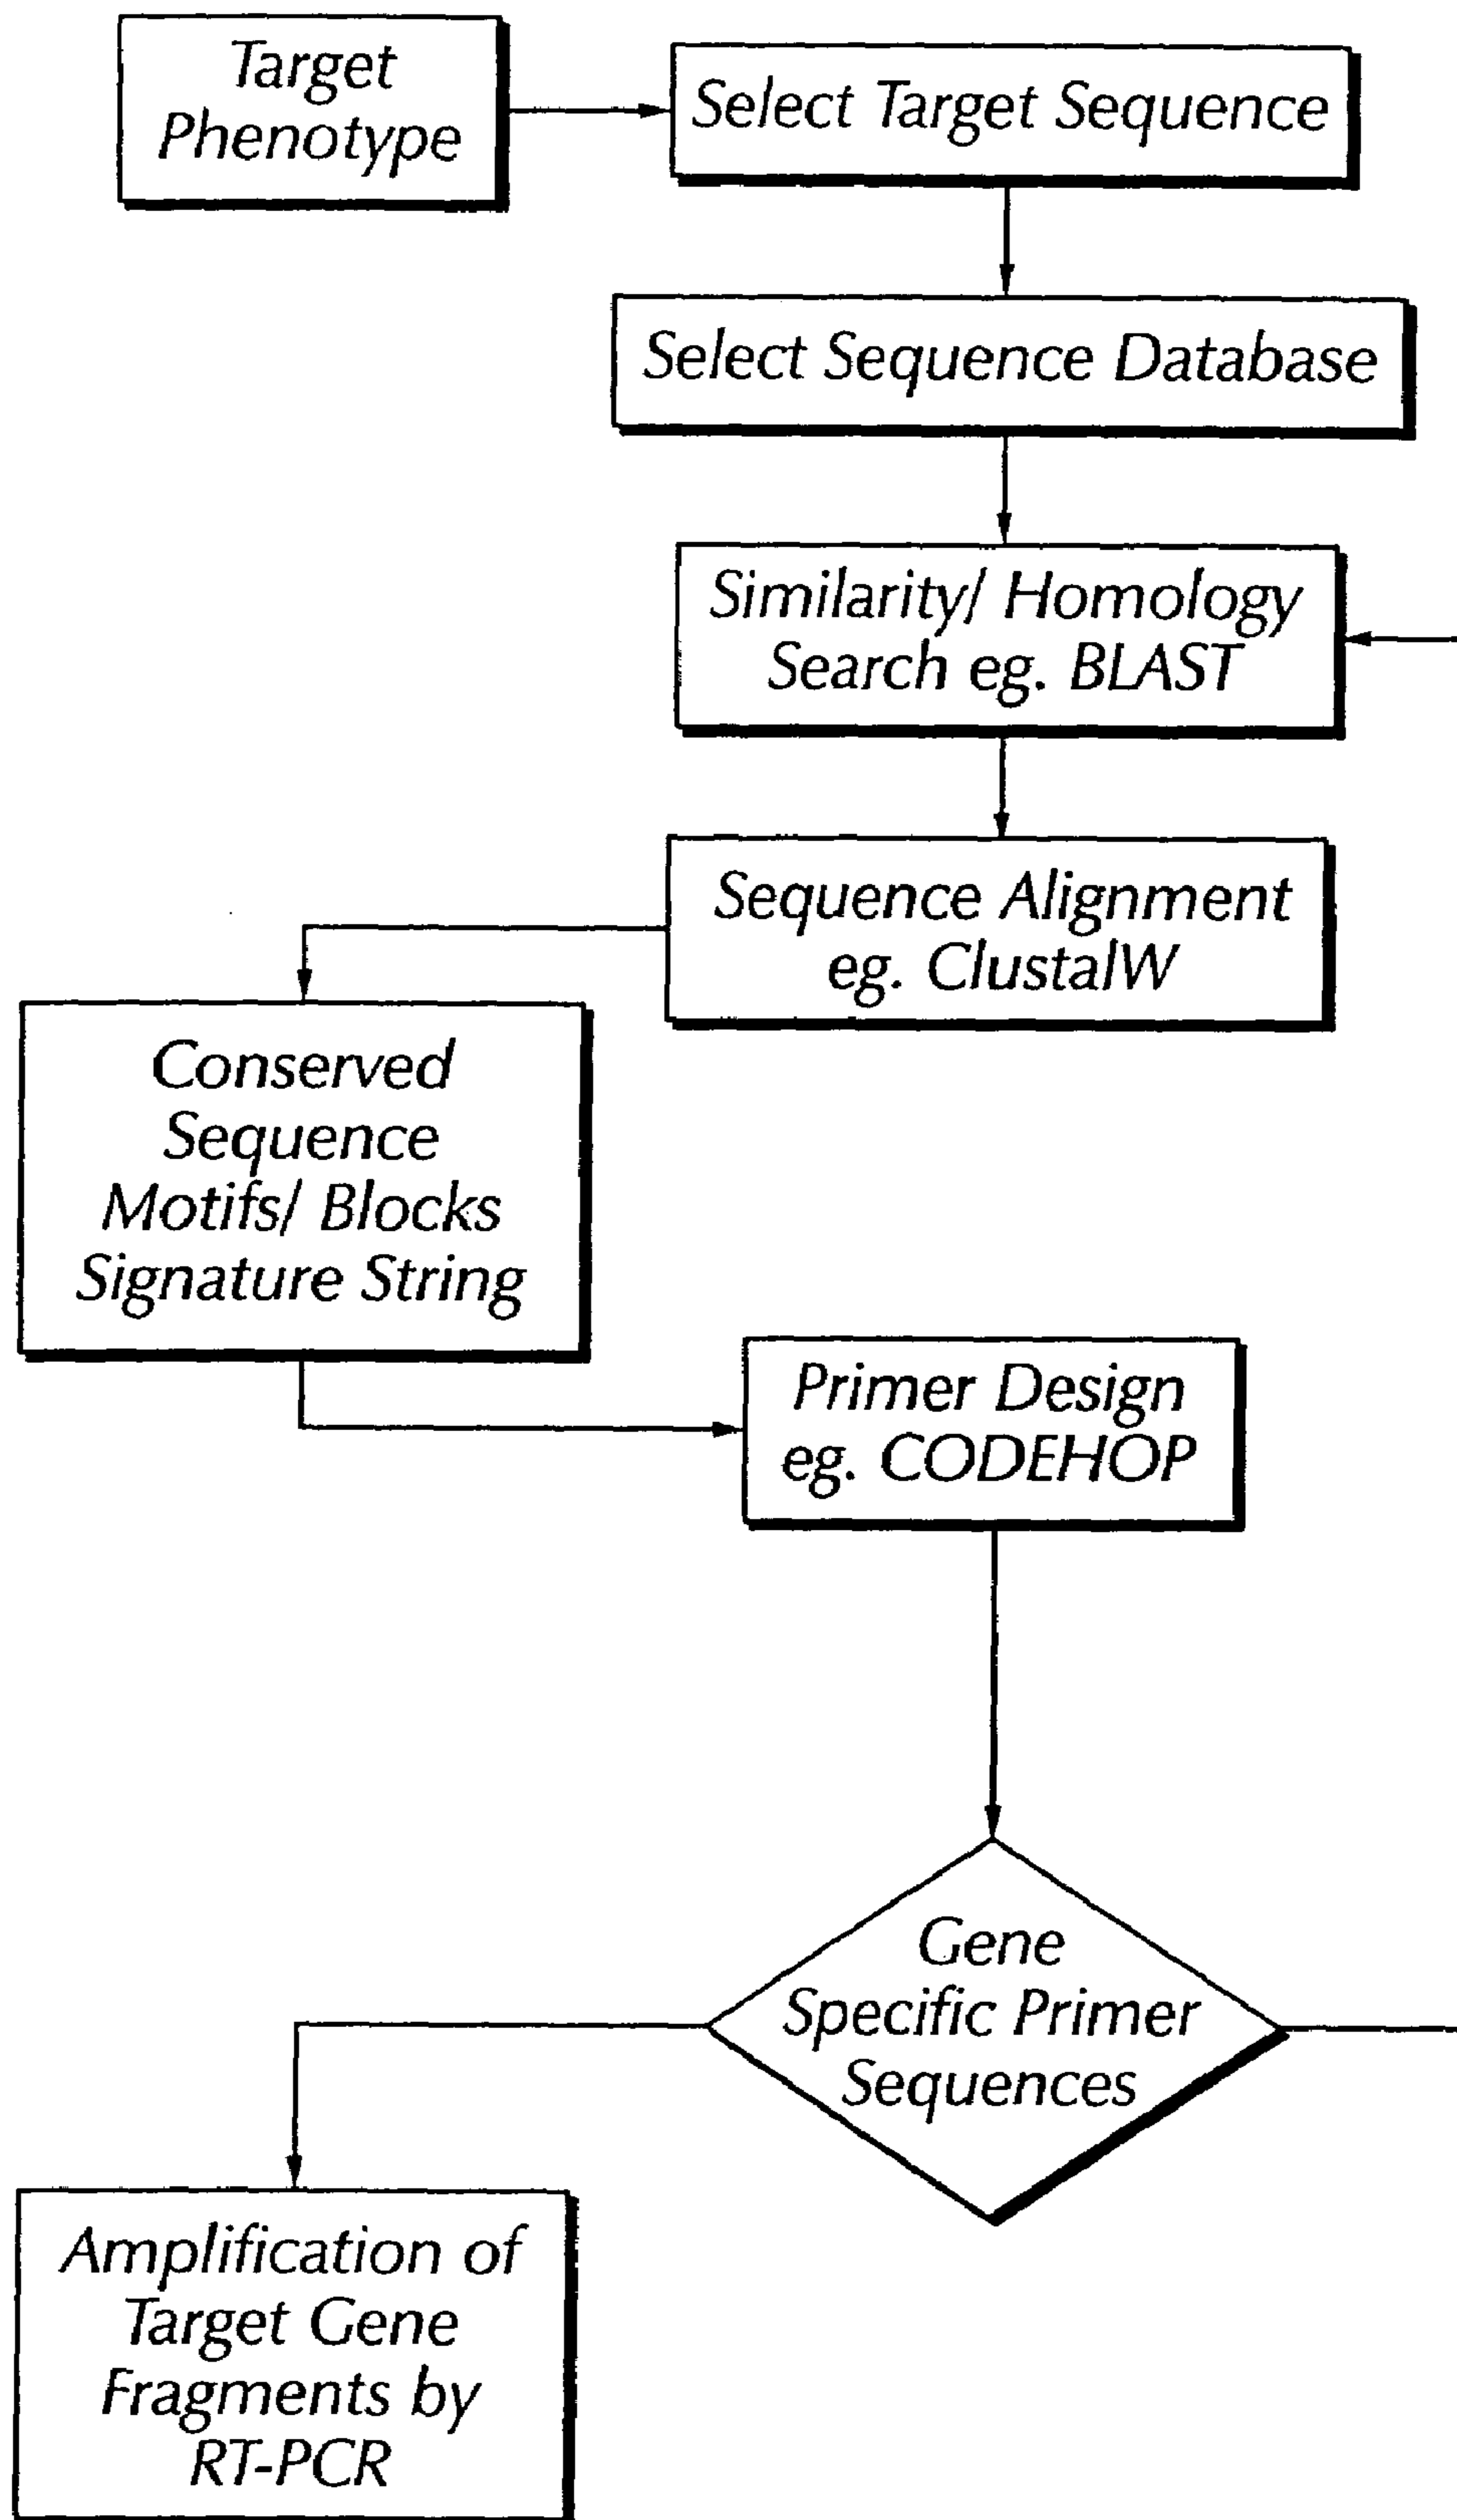 Target
Phenotype
Select Target Sequence
Select Sequence Database
Similarity/ Homology
Search eg. BLAST
Sequence Alignment
eg. ClustalW
Conserved
Sequence
Motifs/ Blocks
Signature String
Primer Design
eg. CODEHOP
Gene
Specific Primer
Sequences
Amplification of
Target Gene
Fragments by
RT-PCR